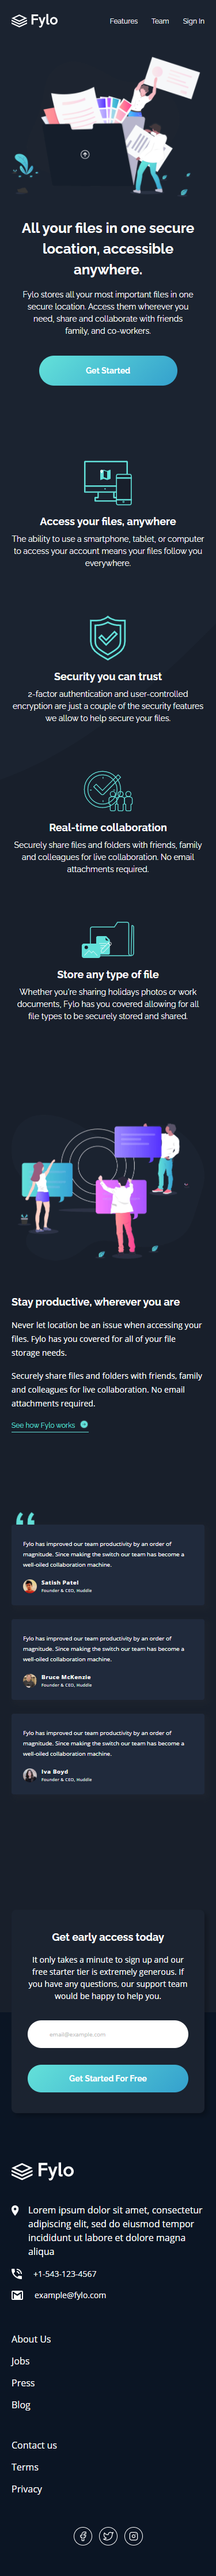 Fylo
Features Team Sign In
All your files in one secure
location, accessible
anywhere.
Fylo stores all your most important files in one
secure location. Access them wherever you
need, share and collaborate with friends
family, and co-workers.
Get Started
Access your files, anywhere
The ability to use a smartphone, tablet, or computer
to access your account means your files follow you
everywhere.
Security you can trust
2-factor authentication and user-controlled
encryption are just a couple of the security features
we allow to help secure your files.
Real-time collaboration
Securely share files and folders with friends, family
and colleagues for live collaboration. No email
attachments required.
Store any type of file
Whether you're sharing holidays photos or work
documents, Fylo has you covered allowing for all
file types to be securely stored and shared.
Stay productive, wherever you are
Never let location be an issue when accessing your
files. Fylo has you covered for all of your file
storage needs.
Securely share files and folders with friends, family
and colleagues for live collaboration. No email
attachments required.
See how Fylo works
“
Fylo has improved our team productivity by an order of
magnitude. Since making the switch our team has become a
well-oiled collaboration machine.
Satish Patel
Founder & CEO, Huddle
Fylo has improved our team productivity by an order of
magnitude. Since making the switch our team has become a
well-oiled collaboration machine.
Bruce McKenzie
Founder & CEO, Huddle
Fylo has improved our team productivity by an order of
magnitude. Since making the switch our team has become a
well-oiled collaboration machine.
Iva Boyd
Founder & CEO, Huddle
Get early access today
It only takes a minute to sign up and our
free starter tier is extremely generous. If
you have any questions, our support team
would be happy to help you.
email@example.com
Get Started For Free
Fylo
Lorem ipsum dolor sit amet, consectetur
adipiscing elit, sed do eiusmod tempor
incididunt ut labore et dolore magna
aliqua
+1-543-123-4567
example@fylo.com
About Us
Jobs
Press
Blog
Contact us
Terms
Privacy